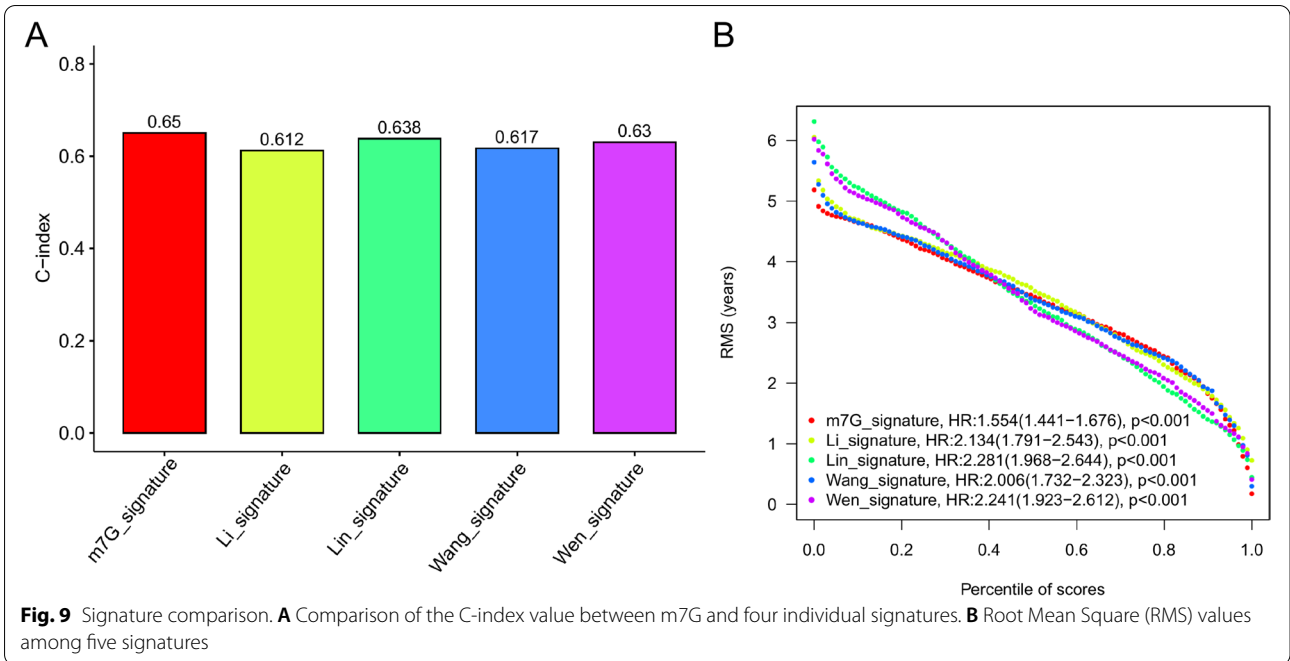 A
C-index
0.8
0.6
0.4
0.2
0.0
0.65
0.612
0.638
0.617
0.63
m7G_signature
Li_signature
Lin_signature
Wang_signature
Wen_signature
B
RMS (years)
6
5
4
3
2
1
0
m7G_signature, HR:1.554(1.441−1.676), p<0.001
Li_signature, HR:2.134(1.791−2.543), p<0.001
Lin_signature, HR:2.281(1.968−2.644), p<0.001
Wang_signature, HR:2.006(1.732−2.323), p<0.001
Wen_signature, HR:2.241(1.923−2.612), p<0.001
0.0 0.2 0.4 0.6 0.8 1.0
Percentile of scores
Fig. 9 Signature comparison. A Comparison of the C-index value between m7G and four individual signatures. B Root Mean Square (RMS) values
among five signatures